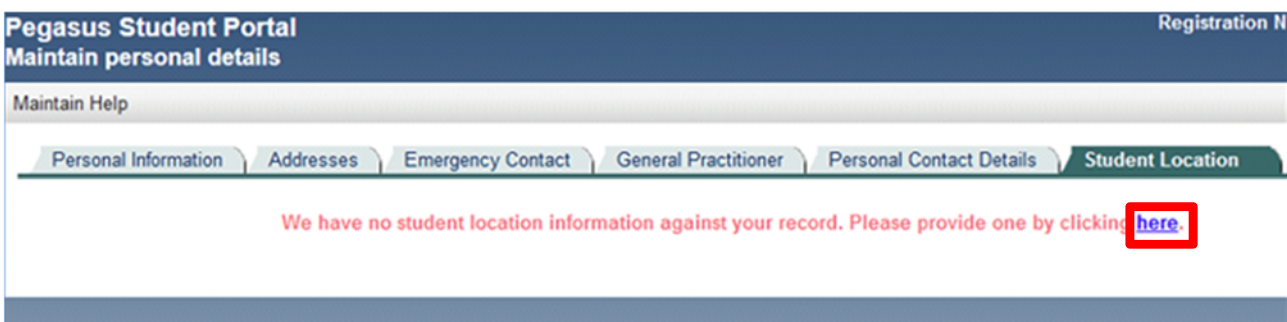 Pegasus Student Portal
Registration N
Maintain personal details
Maintain Help
Personal Information Addresses Emergency Contact General Practitioner Personal Contact Details Student Location
We have no student location information against your record. Please provide one by clicking here.